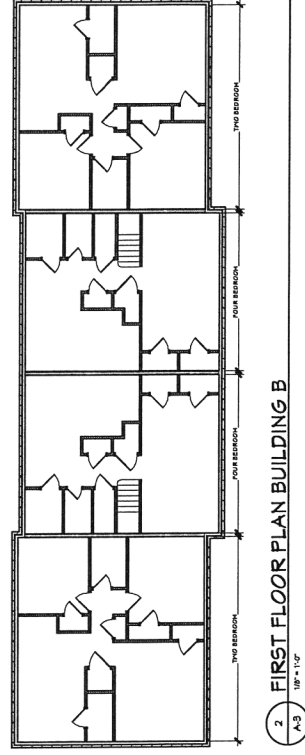 TWO BEDROOM
FOUR BEDROOM
FOUR BEDROOM
TWO BEDROOM
2
A-3
FIRST FLOOR PLAN BUILDING B
1/8" = 1'-0"